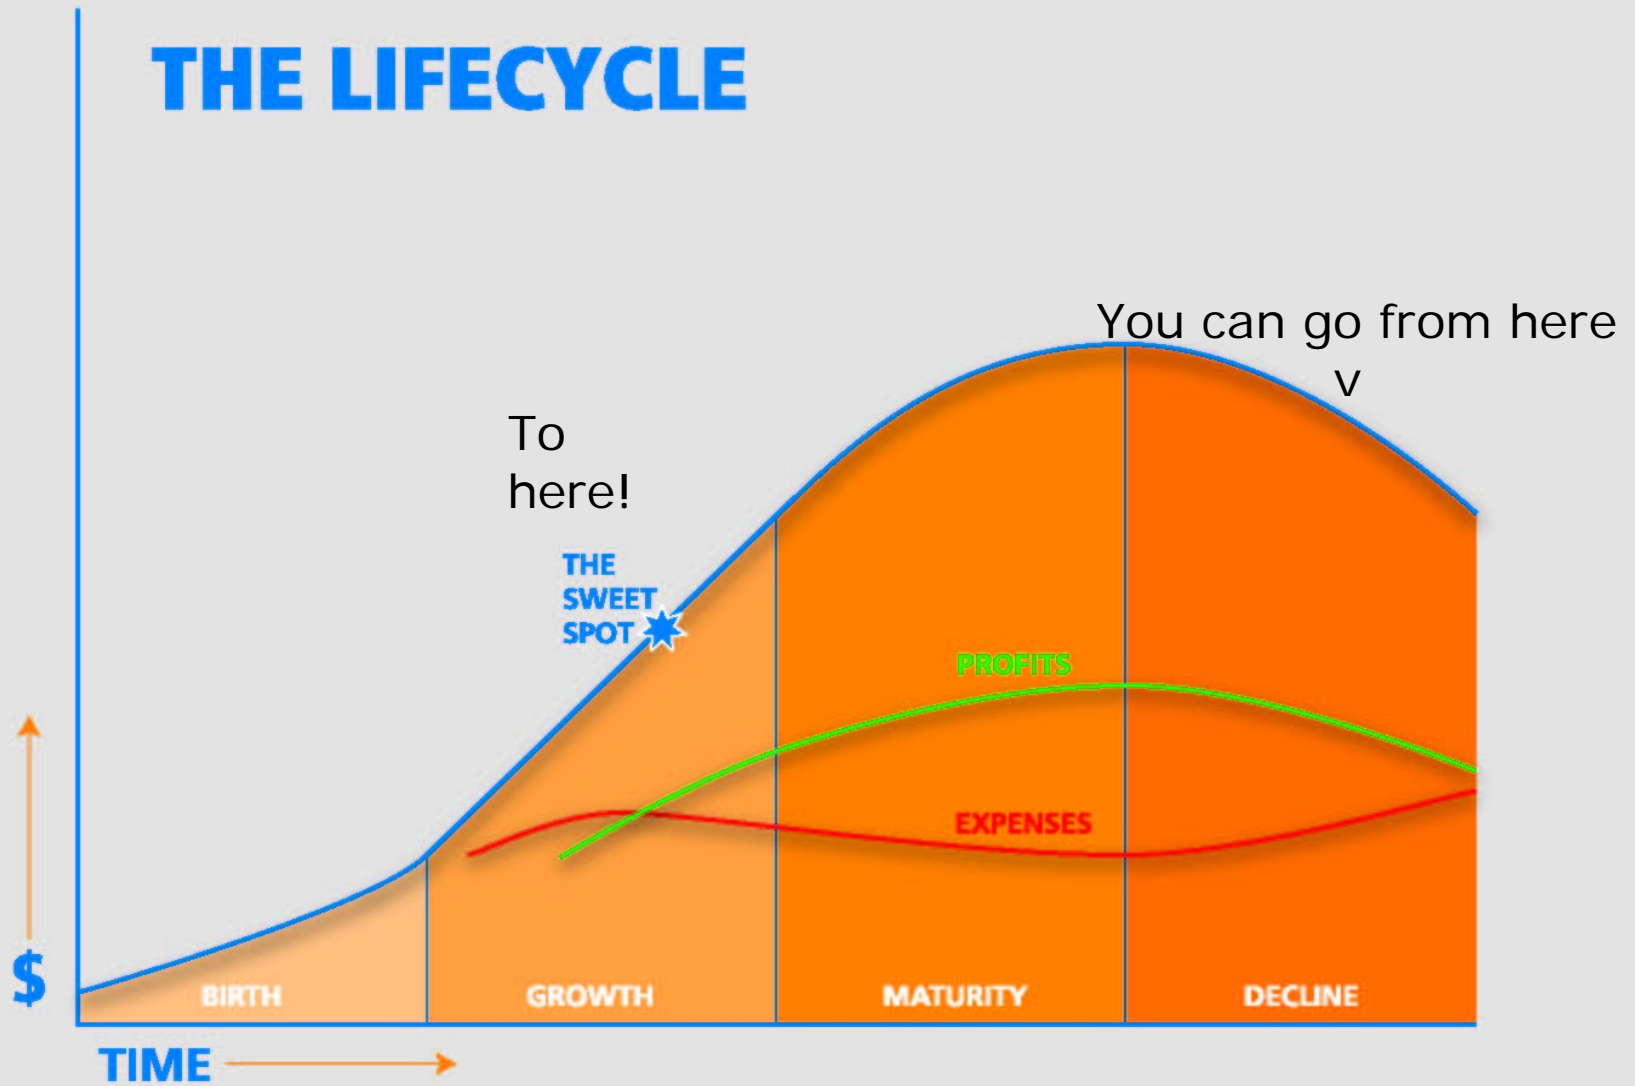 THE LIFECYCLE
You can go from here
v
To
here!
THE
SWEET
SPOT
PROFITS
EXPENSES
$
BIRTH
GROWTH
MATURITY
DECLINE
TIME